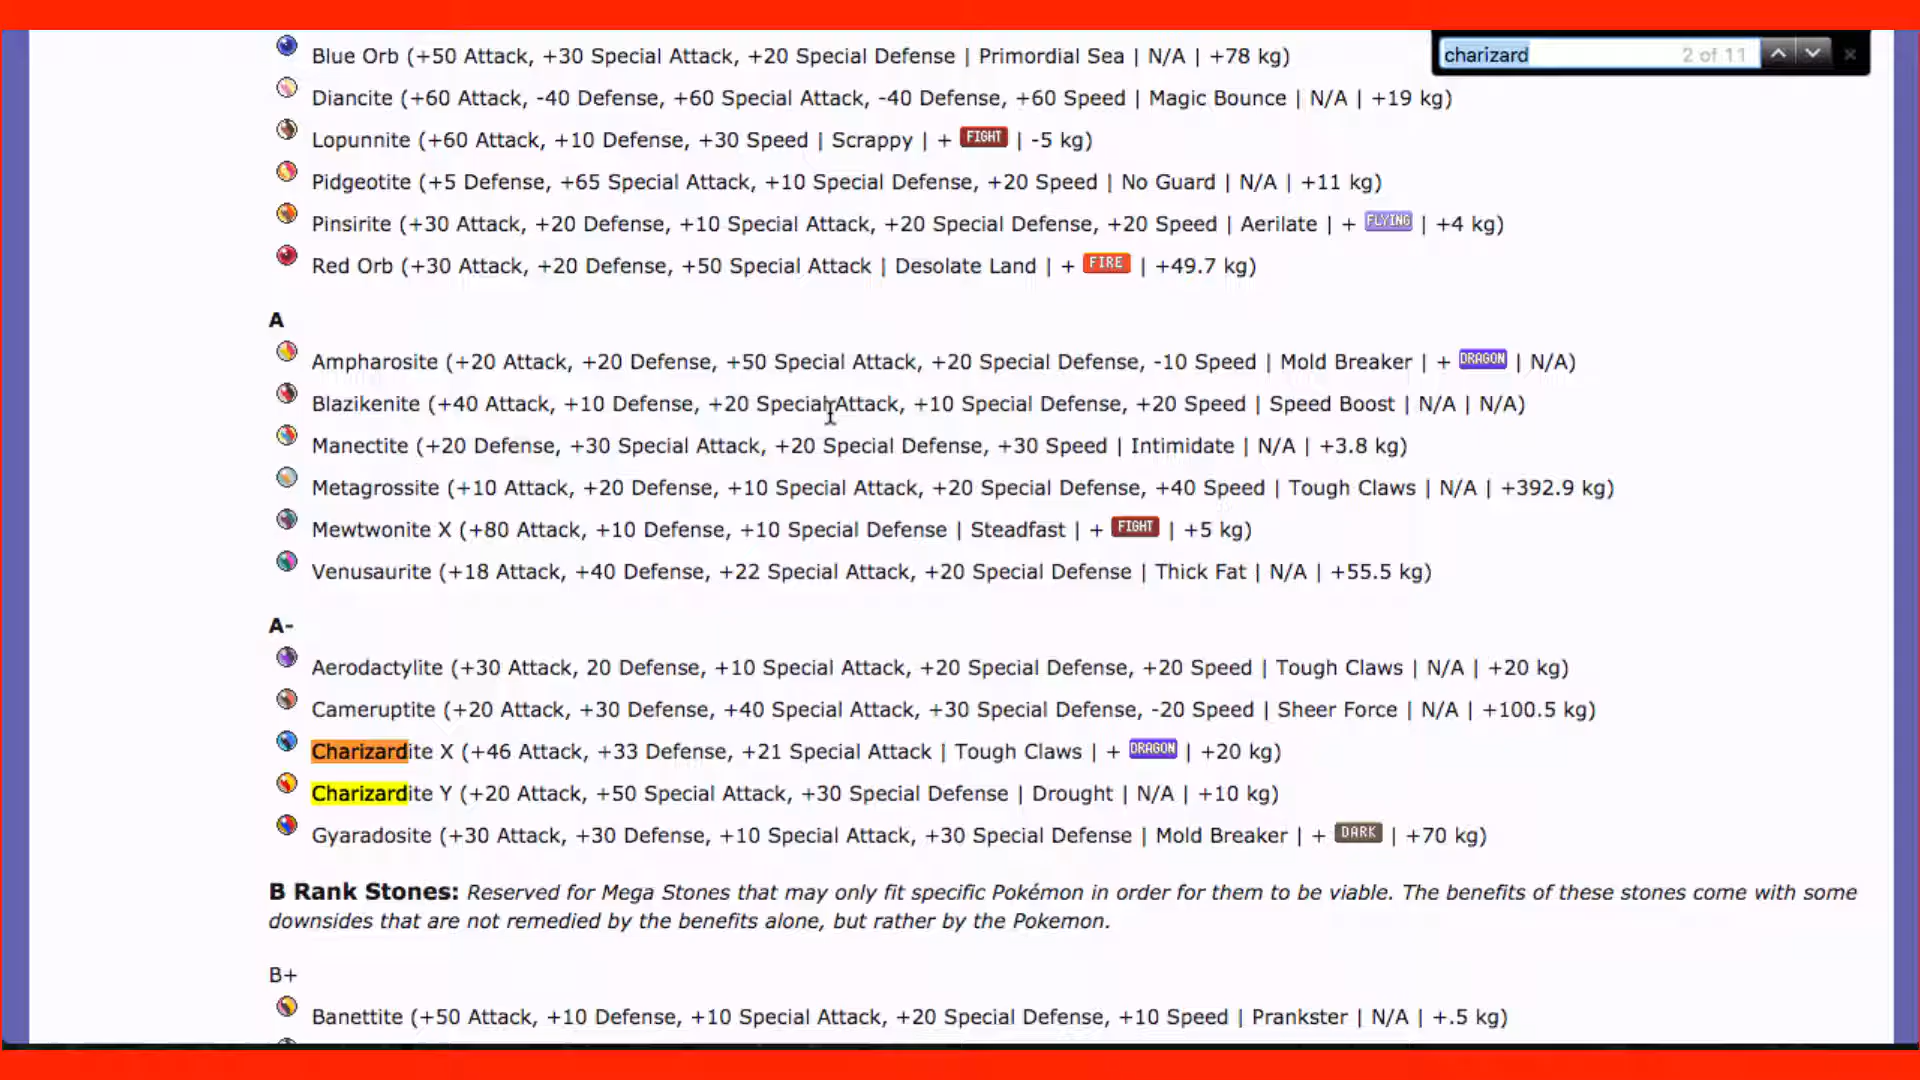 Blue Orb (+50 Attack, +30 Special Attack, +20 Special Defense | Primordial Sea | N/A | +78 kg)
charizard 2 of 11
Diancite (+60 Attack, -40 Defense, +60 Special Attack, -40 Defense, +60 Speed | Magic Bounce | N/A | +19 kg)
Lopunnite (+60 Attack, +10 Defense, +30 Speed | Scrappy | + FIGHT | -5 kg)
Pidgeotite (+5 Defense, +65 Special Attack, +10 Special Defense, +20 Speed | No Guard | N/A | +11 kg)
Pinsirite (+30 Attack, +20 Defense, +10 Special Attack, +20 Special Defense, +20 Speed | Aerilate | + FLYING | +4 kg)
Red Orb (+30 Attack, +20 Defense, +50 Special Attack | Desolate Land | + FIRE | +49.7 kg)
A
Ampharosite (+20 Attack, +20 Defense, +50 Special Attack, +20 Special Defense, -10 Speed | Mold Breaker | + DRAGON | N/A)
Blazikenite (+40 Attack, +10 Defense, +20 Special Attack, +10 Special Defense, +20 Speed | Speed Boost | N/A | N/A)
Manectite (+20 Defense, +30 Special Attack, +20 Special Defense, +30 Speed | Intimidate | N/A | +3.8 kg)
Metagrossite (+10 Attack, +20 Defense, +10 Special Attack, +20 Special Defense, +40 Speed | Tough Claws | N/A | +392.9 kg)
Mewtwonite X (+80 Attack, +10 Defense, +10 Special Defense | Steadfast | + FIGHT | +5 kg)
Venusaurite (+18 Attack, +40 Defense, +22 Special Attack, +20 Special Defense | Thick Fat | N/A | +55.5 kg)
A-
Aerodactylite (+30 Attack, 20 Defense, +10 Special Attack, +20 Special Defense, +20 Speed | Tough Claws | N/A | +20 kg)
Cameruptite (+20 Attack, +30 Defense, +40 Special Attack, +30 Special Defense, -20 Speed | Sheer Force | N/A | +100.5 kg)
Charizardite X (+46 Attack, +33 Defense, +21 Special Attack | Tough Claws | + DRAGON | +20 kg)
Charizardite Y (+20 Attack, +50 Special Attack, +30 Special Defense | Drought | N/A | +10 kg)
Gyaradosite (+30 Attack, +30 Defense, +10 Special Attack, +30 Special Defense | Mold Breaker | + DARK | +70 kg)
B Rank Stones: Reserved for Mega Stones that may only fit specific Pokémon in order for them to be viable. The benefits of these stones come with some
downsides that are not remedied by the benefits alone, but rather by the Pokemon.
B+
Banettite (+50 Attack, +10 Defense, +10 Special Attack, +20 Special Defense, +10 Speed | Prankster | N/A | +.5 kg)